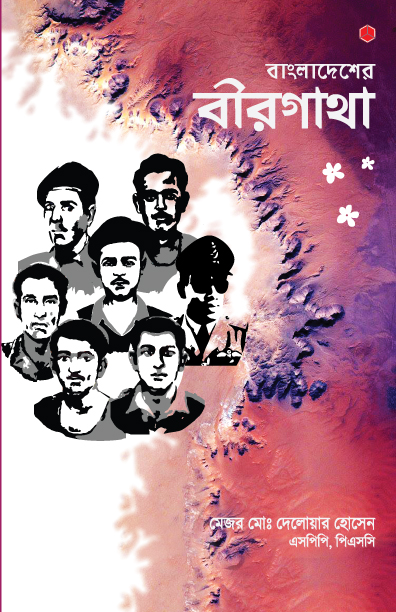 বাংলাদেশের
বীরগাথা
মেজর মোঃ দেলোয়ার হোসেন
এসপিপি, পিএসসি